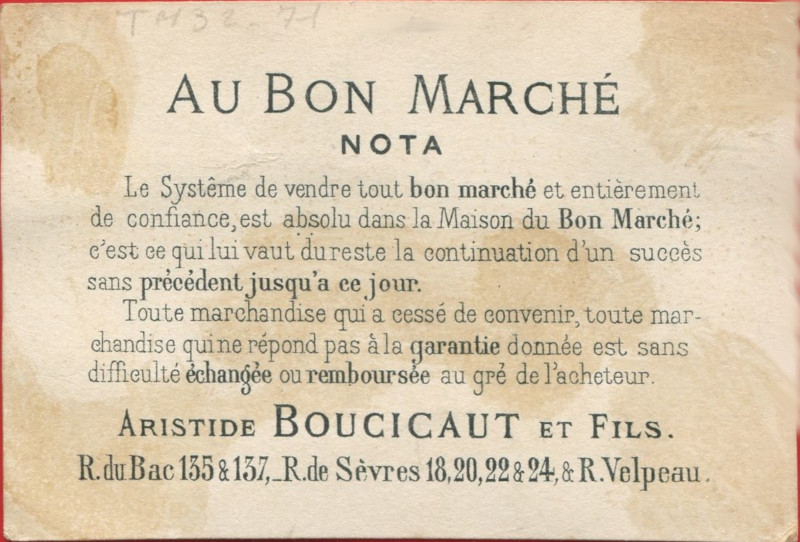 TM32-71
AU BON MARCHÉ
NOTA
Le Système de vendre tout bon marché et entièrement
de confiance, est absolu dans la Maison du Bon Marché;
c'est ce qui lui vaut du reste la continuation d'un succès
sans précédent jusqu'a ce jour.
Toute marchandise qui a cessé de convenir, toute mar-
chandise qui ne répond pas à la garantie donnée est sans
difficulté échangée ou remboursée au gré de l'acheteur.
ARISTIDE BOUCICAUT ET FILS.
R. du Bac 135 & 137,_R. de Sèvres 18, 20, 22 & 24, & R. Velpeau.